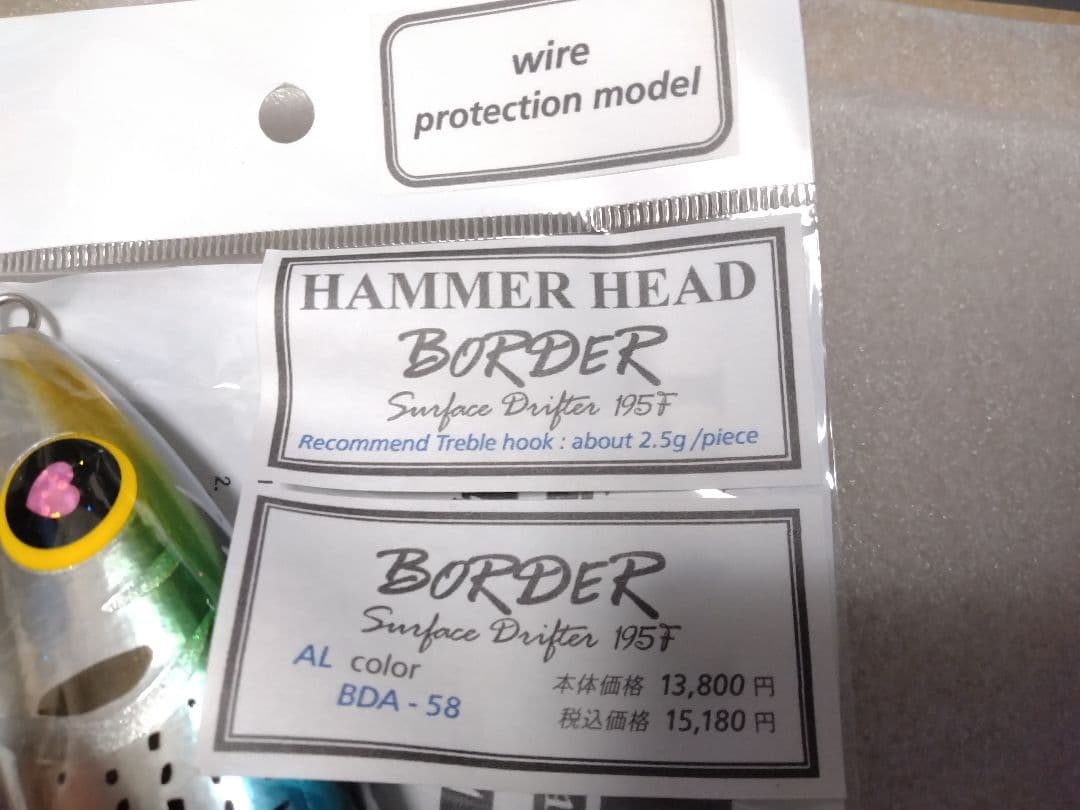 wire
protection model
HAMMER HEAD
BORDER
Surface Drifter 195F
Recommend Treble hook : about 2.5g /piece
2.
BORDER
Surface Drifter 195F
AL color
BDA - 58
本体価格 13,800 円
税込価格 15,180 円